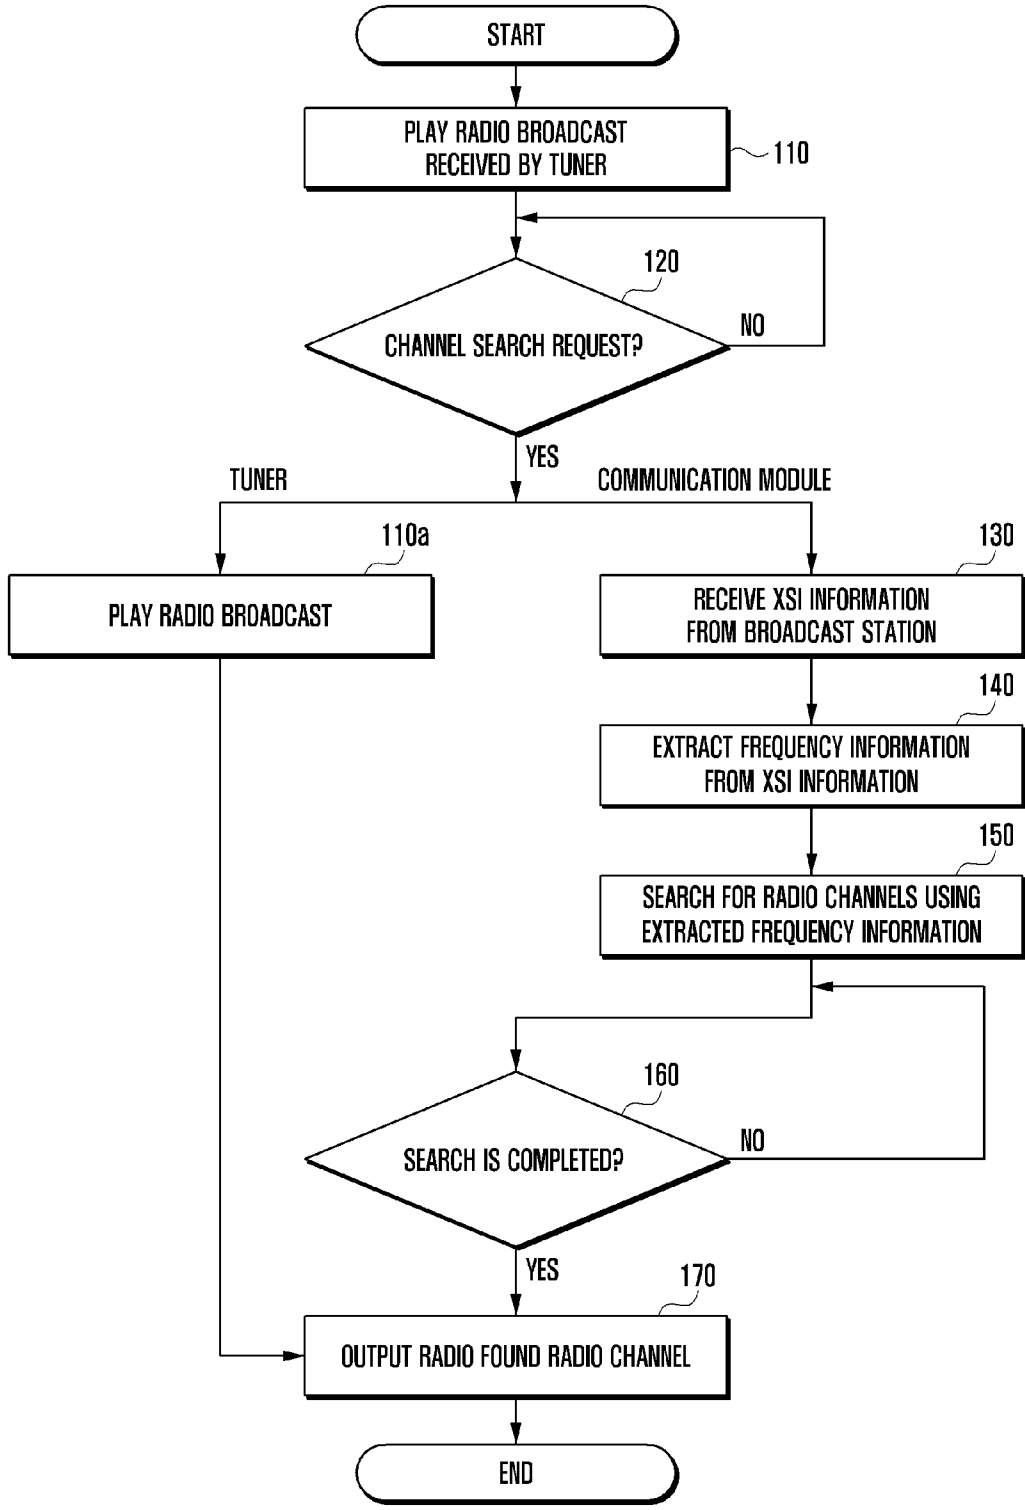 START
PLAY RADIO BROADCAST
RECEIVED BY TUNER
110
120
CHANNEL SEARCH REQUEST?
NO
YES
TUNER
COMMUNICATION MODULE
110a
PLAY RADIO BROADCAST
130
RECEIVE XSI INFORMATION
FROM BROADCAST STATION
140
EXTRACT FREQUENCY INFORMATION
FROM XSI INFORMATION
150
SEARCH FOR RADIO CHANNELS USING
EXTRACTED FREQUENCY INFORMATION
160
SEARCH IS COMPLETED?
NO
YES
170
OUTPUT RADIO FOUND RADIO CHANNEL
END